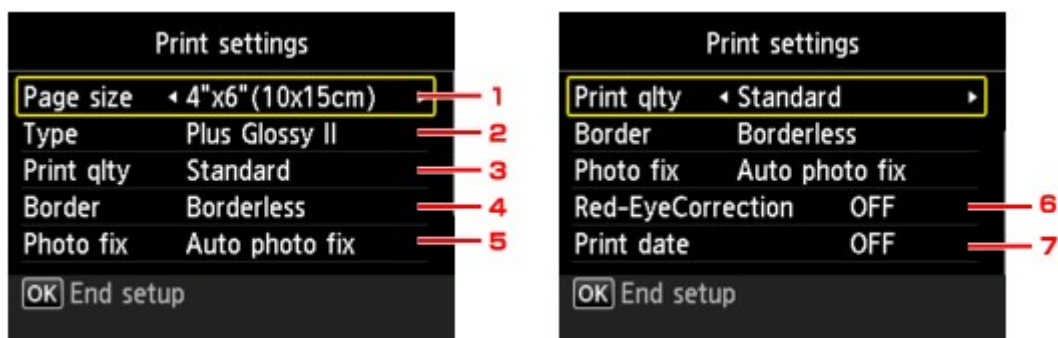 Print settings
Page size 4"x6"(10x15cm) 1
Type Plus Glossy II 2
Print qlty Standard 3
Border Borderless 4
Photo fix Auto photo fix 5
OK End setup
Print settings
Print qlty Standard
Border Borderless
Photo fix Auto photo fix
Red-EyeCorrection OFF 6
Print date OFF 7
OK End setup